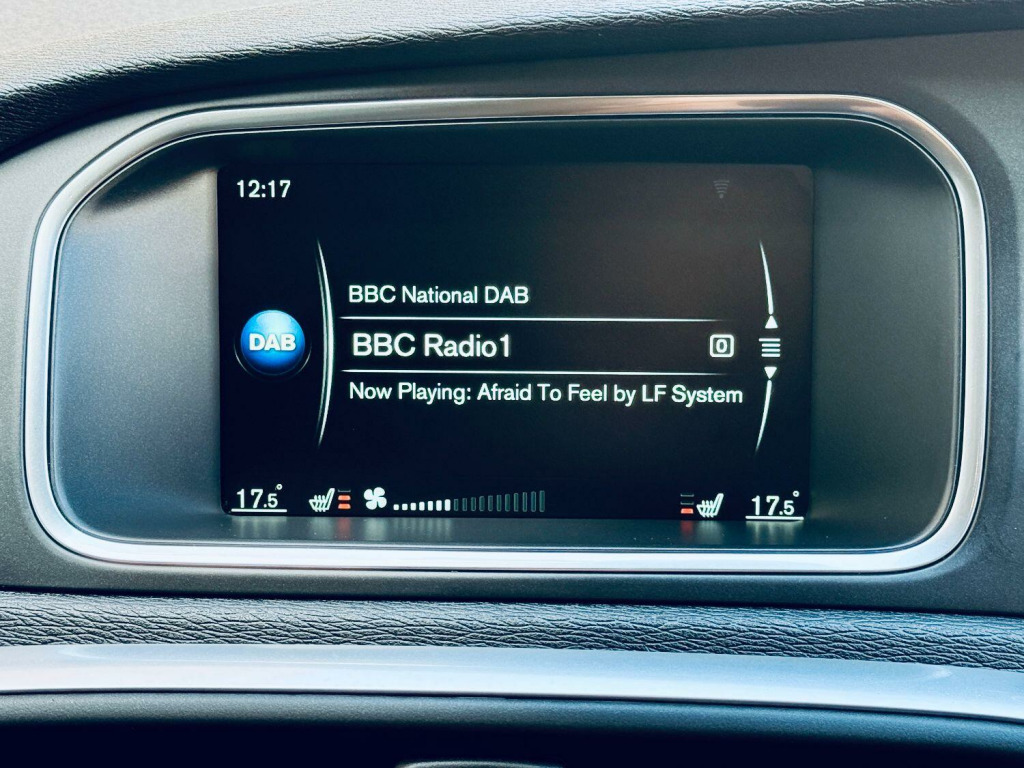 12:17
BBC National DAB
DAB
BBC Radio1 0
Now Playing: Afraid To Feel by LF System
17.5° 17.5°